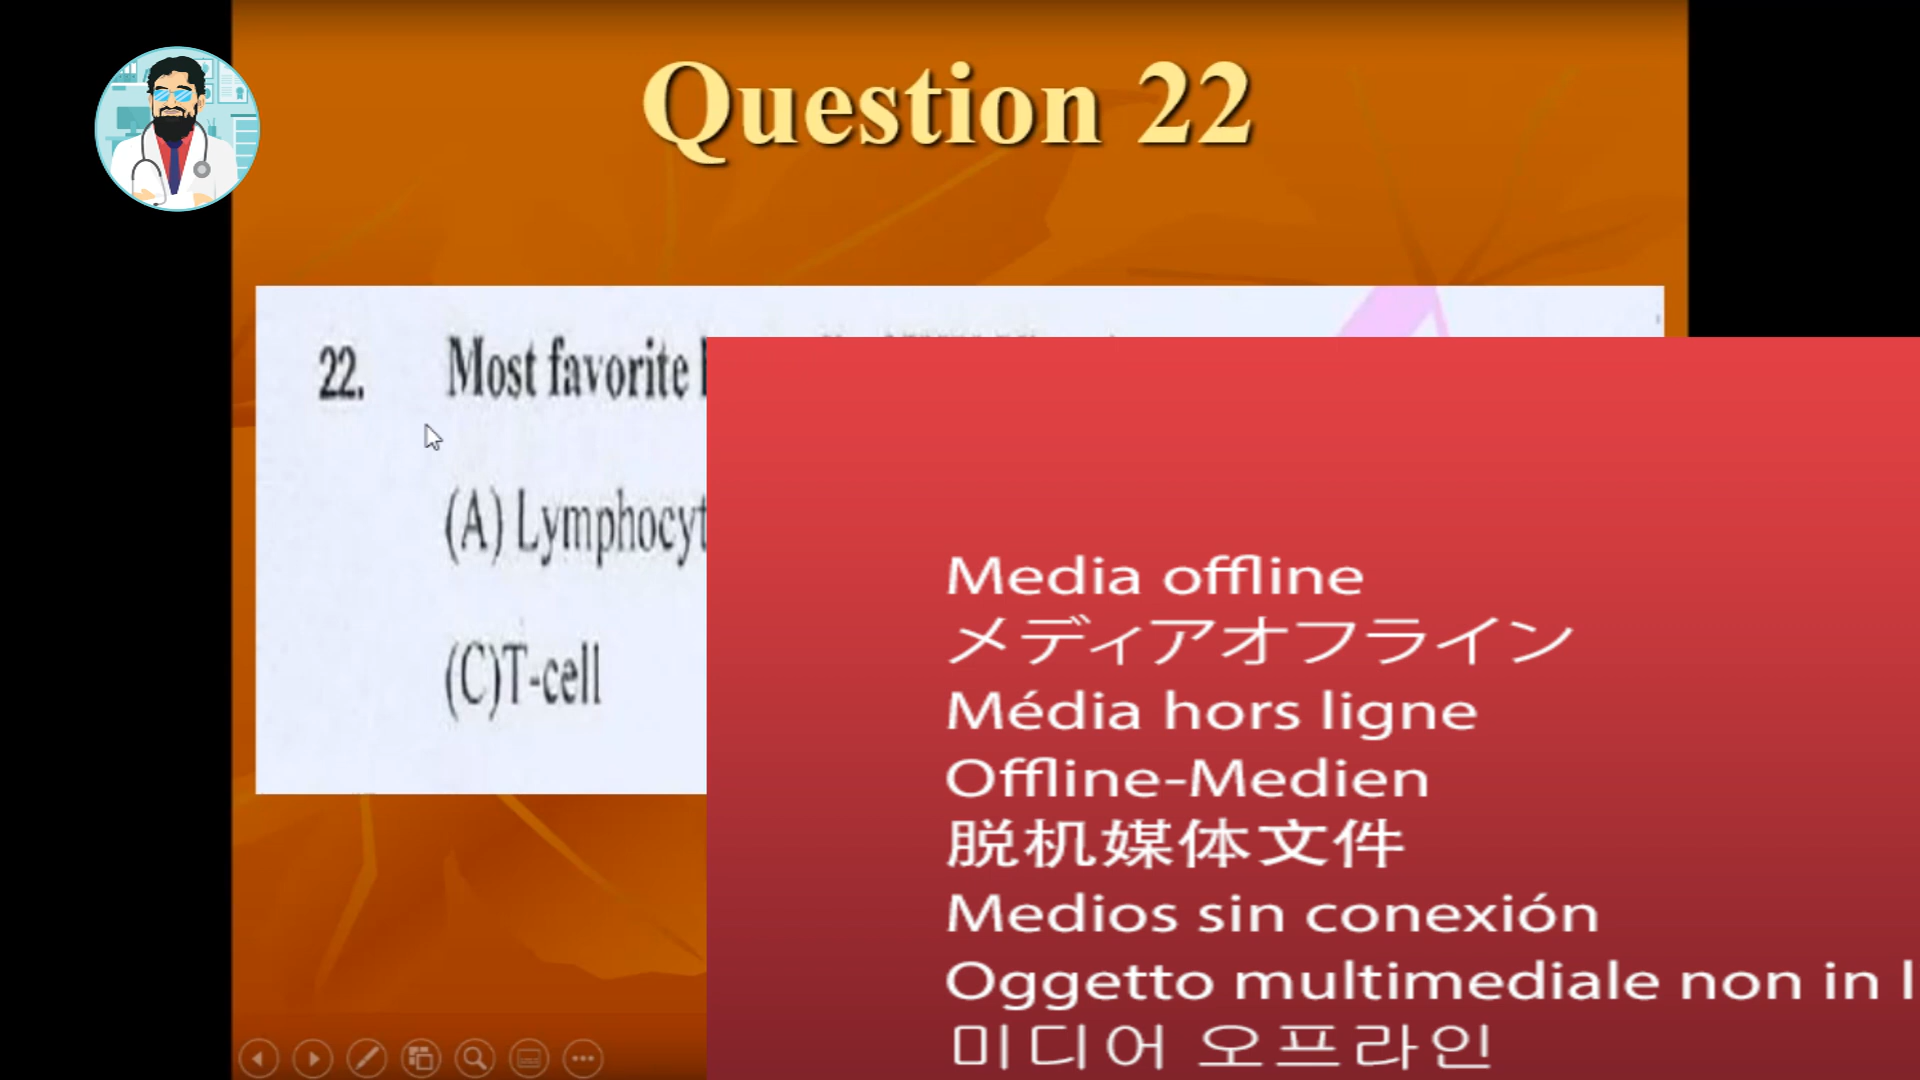 Question 22
22. Most favorite
(A) Lymphocyt
(C)T-cell
Media offline
メディアオフライン
Média hors ligne
Offline-Medien
脱机媒体文件
Medios sin conexión
Oggetto multimediale non in l
미디어 오프라인